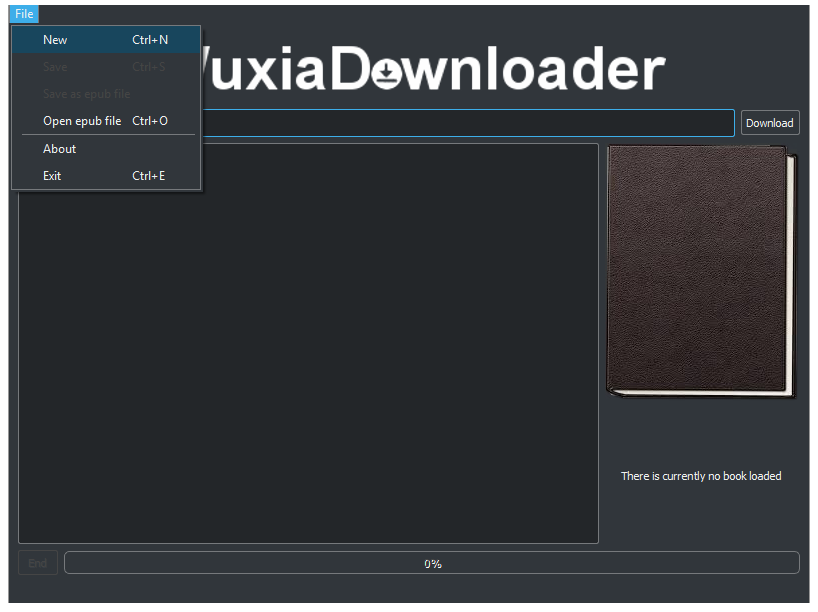 File
New Ctrl+N
Save Ctrl+S
Save as epub file
Open epub file Ctrl+O
About
Exit Ctrl+E
uxiaDownloader
Download
There is currently no book loaded
End
0%